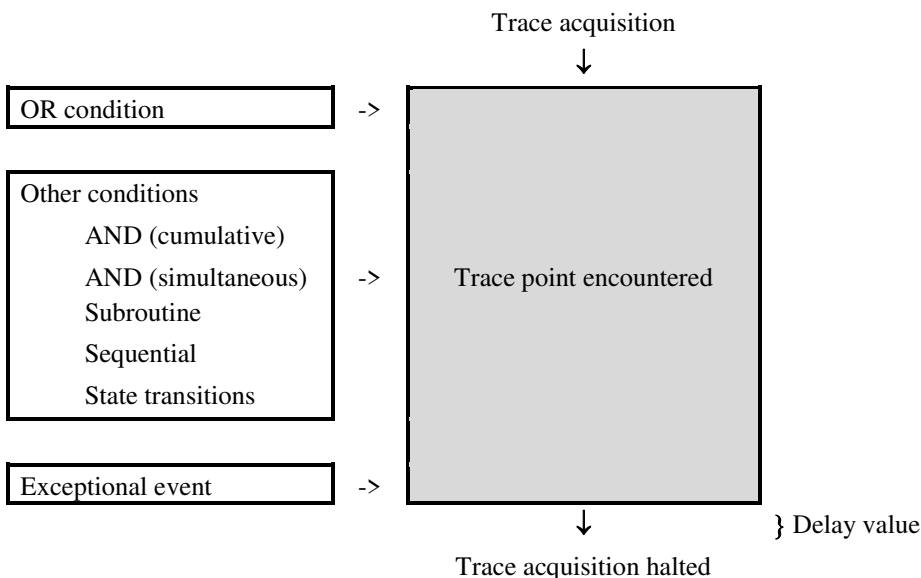 Trace acquisition
↓
OR condition ->
Other conditions
AND (cumulative)
AND (simultaneous) -> Trace point encountered
Subroutine
Sequential
State transitions
Exceptional event ->
↓
} Delay value
Trace acquisition halted